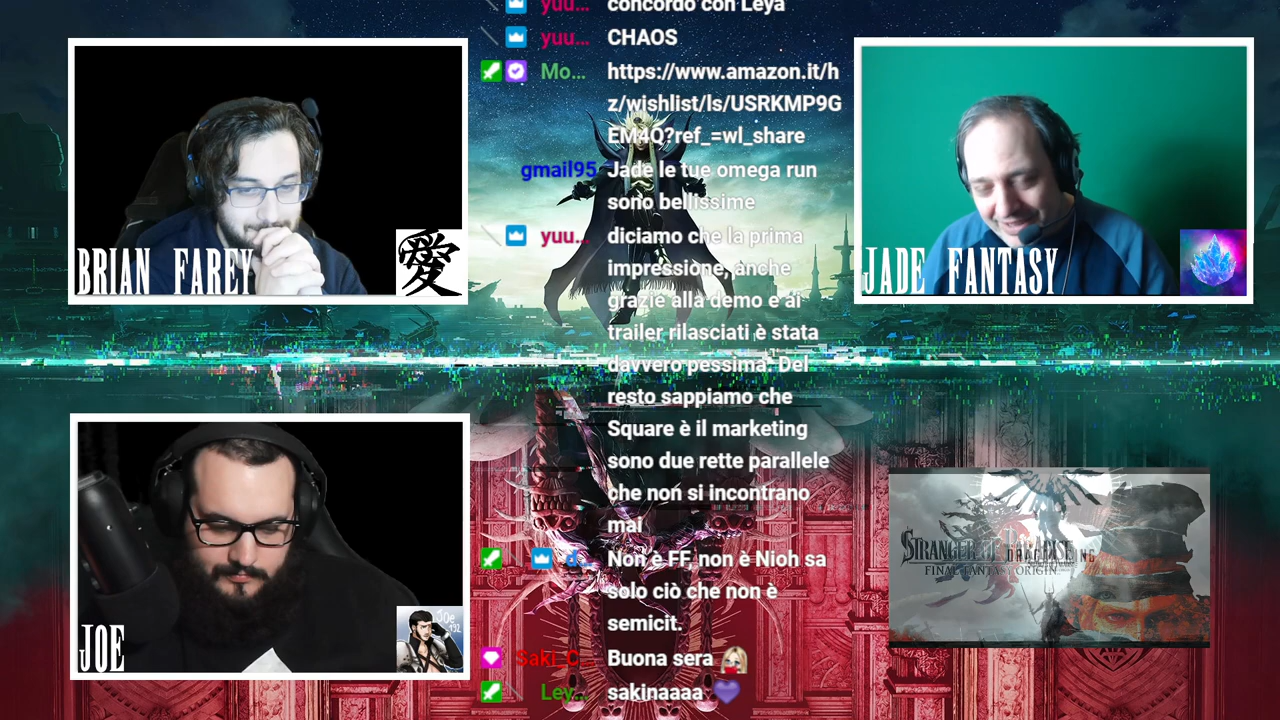 yuu... concordo con Leya
yuu... CHAOS
Mo... https://www.amazon.it/h
z/wishlist/ls/USRKMP9G
EM4Q?ref_=wl_share
gmail95 Jade le tue omega run
sono bellissime
yuu... diciamo che la prima
impressione, anche
grazie alla demo e ai
trailer rilasciati è stata
davvero pessima. Del
resto sappiamo che
Square è il marketing
sono due rette parallele
che non si incontrano
mai
d... Non è FF, non è Nioh sa
solo ciò che non è
semicit.
Saki_C... Buona sera
Ley... sakinaaaa
BRIAN FAREY
愛
JADE FANTASY
JOE
JOe
STRANGER OF PARADISE
FINAL FANTASY ORIGIN